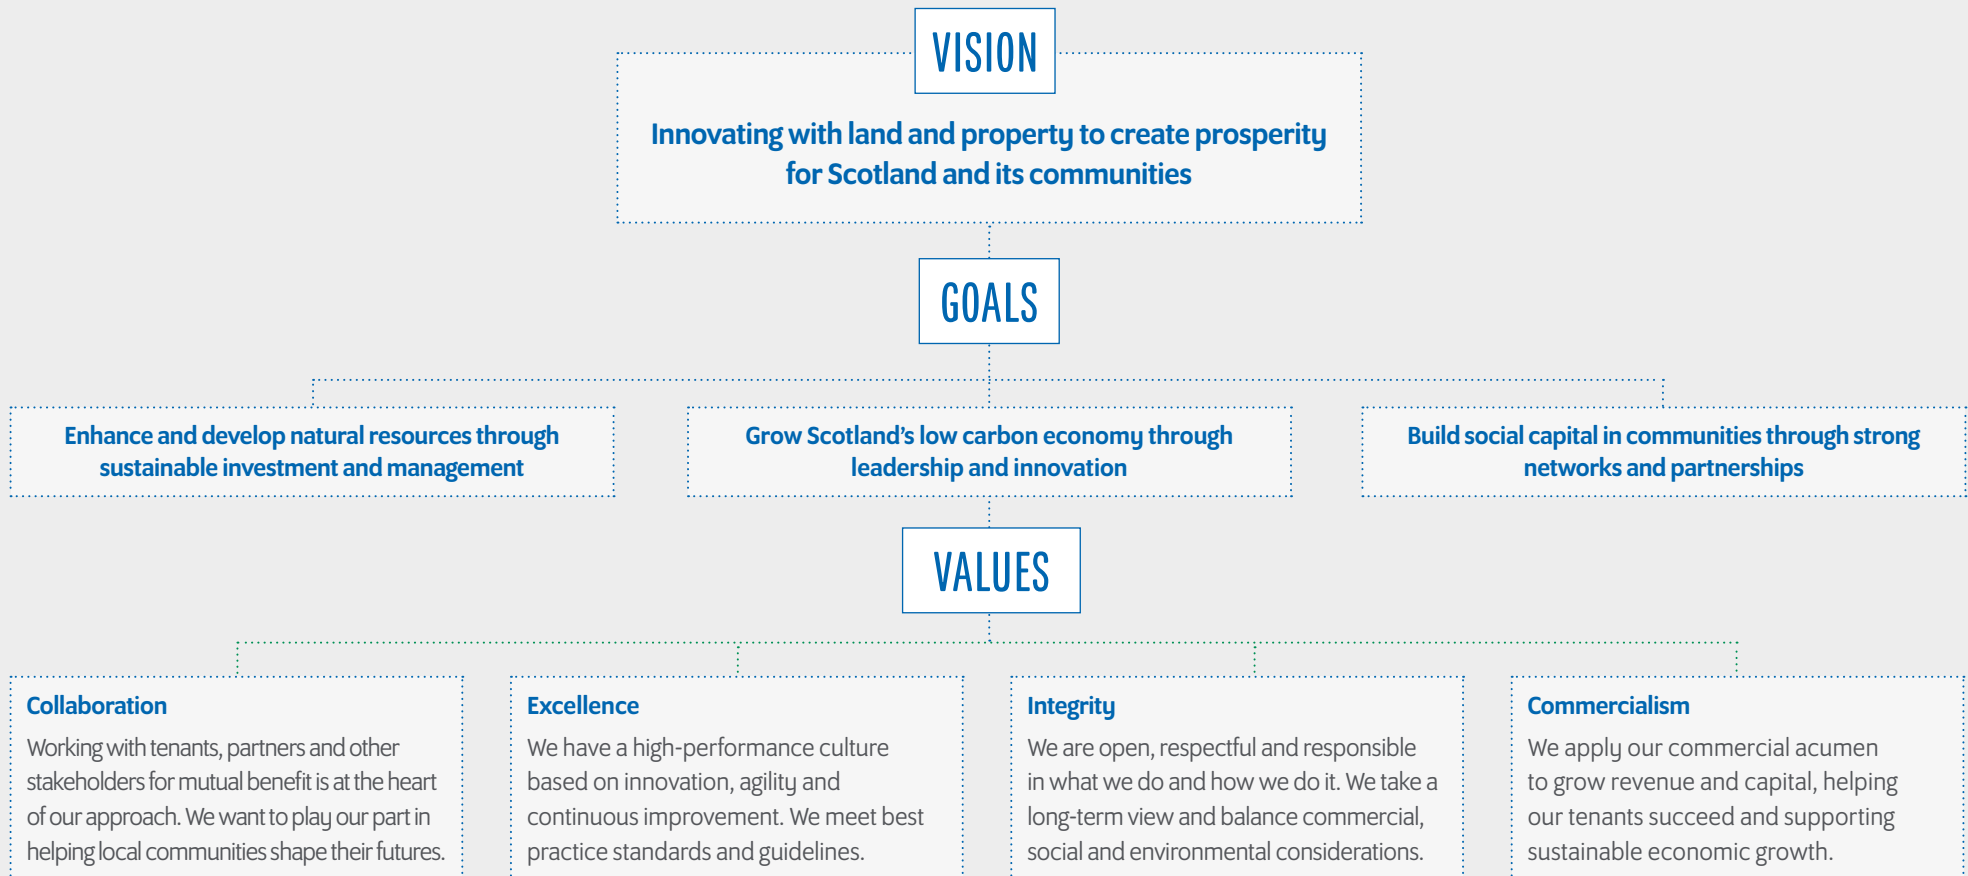 VISION
Innovating with land and property to create prosperity
for Scotland and its communities
GOALS
Enhance and develop natural resources through
sustainable investment and management
Grow Scotland’s low carbon economy through
leadership and innovation
Build social capital in communities through strong
networks and partnerships
VALUES
Collaboration
Working with tenants, partners and other
stakeholders for mutual benefit is at the heart
of our approach. We want to play our part in
helping local communities shape their futures.
Excellence
We have a high-performance culture
based on innovation, agility and
continuous improvement. We meet best
practice standards and guidelines.
Integrity
We are open, respectful and responsible
in what we do and how we do it. We take a
long-term view and balance commercial,
social and environmental considerations.
Commercialism
We apply our commercial acumen
to grow revenue and capital, helping
our tenants succeed and supporting
sustainable economic growth.